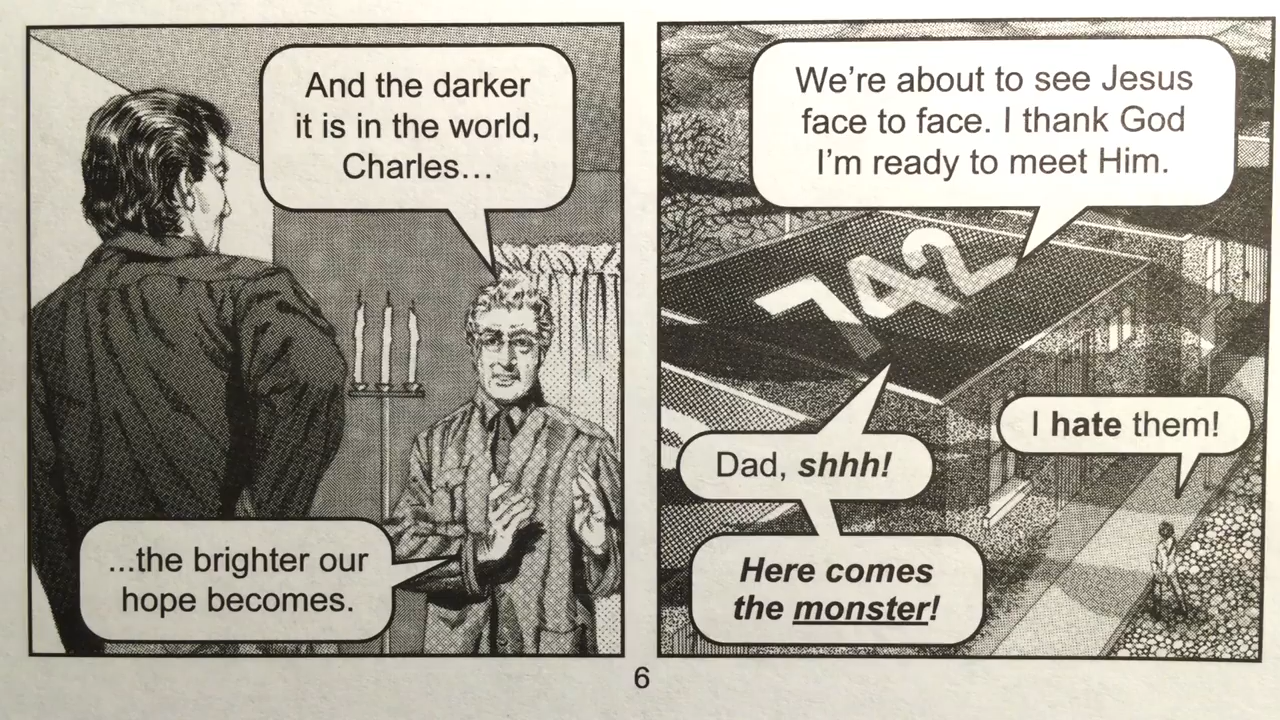 And the darker
it is in the world,
Charles…
…the brighter our
hope becomes.
We're about to see Jesus
face to face. I thank God
I'm ready to meet Him.
742
Dad, shhh!
Here comes
the monster!
I hate them!
6